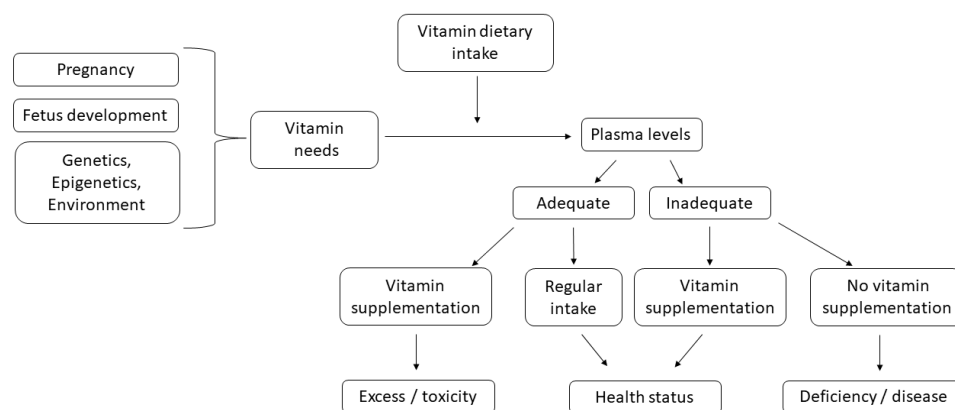 Vitamin dietary
intake
Pregnancy
Fetus development
Genetics,
Epigenetics,
Environment
Vitamin
needs
Plasma levels
Adequate
Inadequate
Vitamin
supplementation
Regular
intake
Vitamin
supplementation
No vitamin
supplementation
Excess / toxicity
Health status
Deficiency / disease